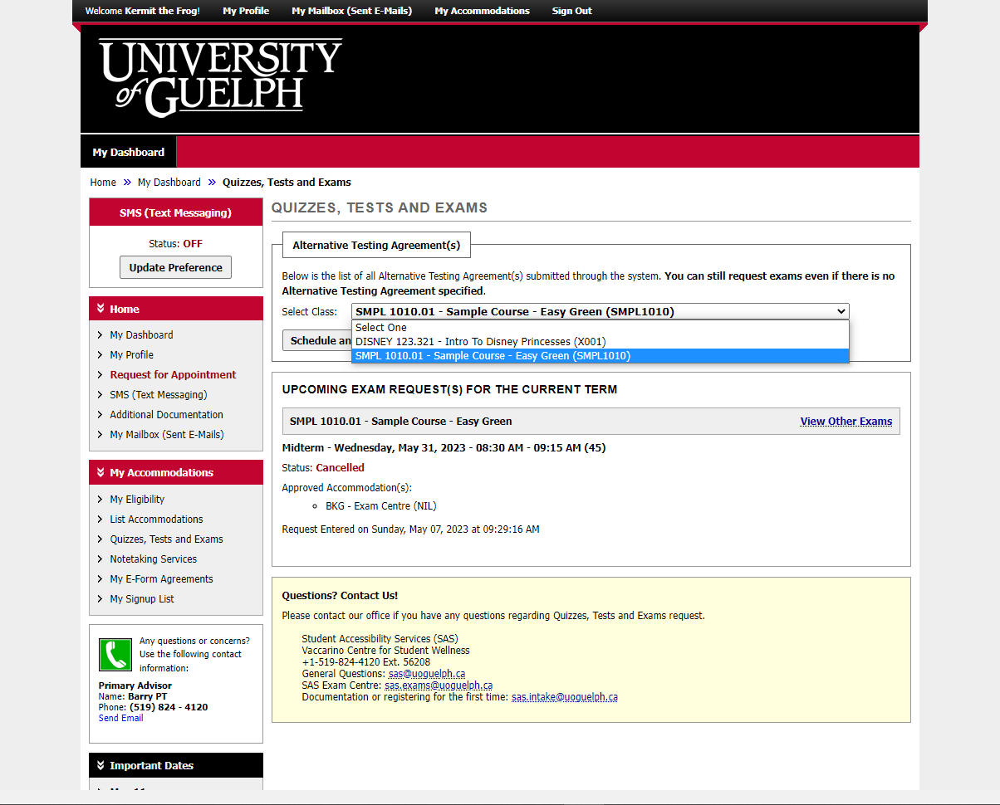 Welcome Kermit the Frog! My Profile My Mailbox (Sent E-Mails) My Accommodations Sign Out
UNIVERSITY
of GUELPH
My Dashboard
Home » My Dashboard » Quizzes, Tests and Exams
SMS (Text Messaging)
Status: OFF
Update Preference
Home
My Dashboard
My Profile
Request for Appointment
SMS (Text Messaging)
Additional Documentation
My Mailbox (Sent E-Mails)
My Accommodations
My Eligibility
List Accommodations
Quizzes, Tests and Exams
Notetaking Services
My E-Form Agreements
My Signup List
Any questions or concerns?
Use the following contact
information:
Primary Advisor
Name: Barry PT
Phone: (519) 824 - 4120
Send Email
Important Dates
QUIZZES, TESTS AND EXAMS
Alternative Testing Agreement(s)
Below is the list of all Alternative Testing Agreement(s) submitted through the system. You can still request exams even if there is no
Alternative Testing Agreement specified.
Select Class: SMPL 1010.01 - Sample Course - Easy Green (SMPL1010)
Select One
DISNEY 123.321 - Intro To Disney Princesses (X001)
SMPL 1010.01 - Sample Course - Easy Green (SMPL1010)
Schedule an
UPCOMING EXAM REQUEST(S) FOR THE CURRENT TERM
SMPL 1010.01 - Sample Course - Easy Green View Other Exams
Midterm - Wednesday, May 31, 2023 - 08:30 AM - 09:15 AM (45)
Status: Cancelled
Approved Accommodation(s):
BKG - Exam Centre (NIL)
Request Entered on Sunday, May 07, 2023 at 09:29:16 AM
Questions? Contact Us!
Please contact our office if you have any questions regarding Quizzes, Tests and Exams request.
Student Accessibility Services (SAS)
Vaccarino Centre for Student Wellness
+1-519-824-4120 Ext. 56208
General Questions: sas@uoguelph.ca
SAS Exam Centre: sas.exams@uoguelph.ca
Documentation or registering for the first time: sas.intake@uoguelph.ca